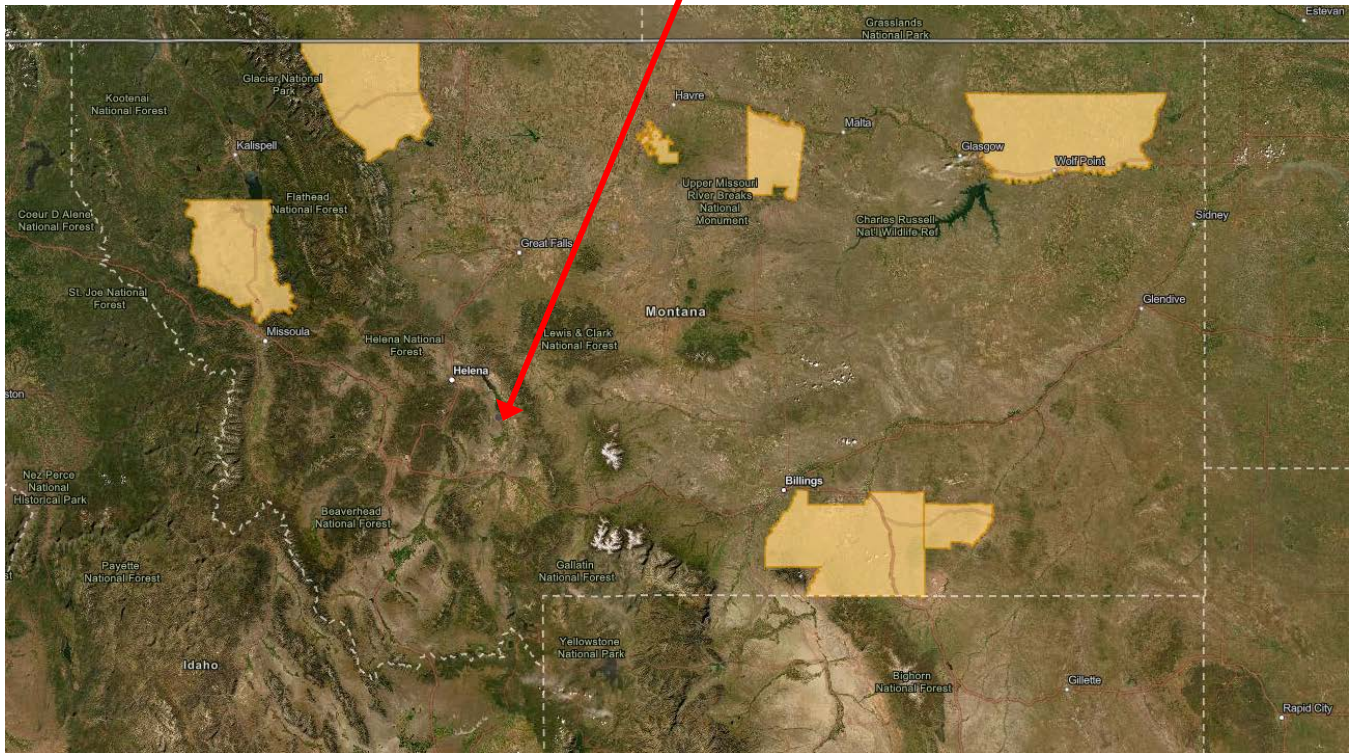 Estevan
Grasslands
National Park
Glacier National
Park
Kootenai
National Forest
Havre
Malta
Kalispell
Glasgow
Wolf Point
Upper Missouri
River Breaks
National
Monument
Flathead
National Forest
Coeur D Alene
National Forest
Charles Russell
Nat'l Wildlife Ref
Sidney
Great Falls
St. Joe National
Forest
Glendive
Montana
Missoula
Helena National
Forest
Lewis & Clark
National Forest
Helena
ston
Nez Perce
National
Historical Park
Billings
Beaverhead
National Forest
Gallatin
National Forest
Payette
National Forest
Yellowstone
National Park
Idaho
Bighorn
National Forest
Gillette
Rapid City